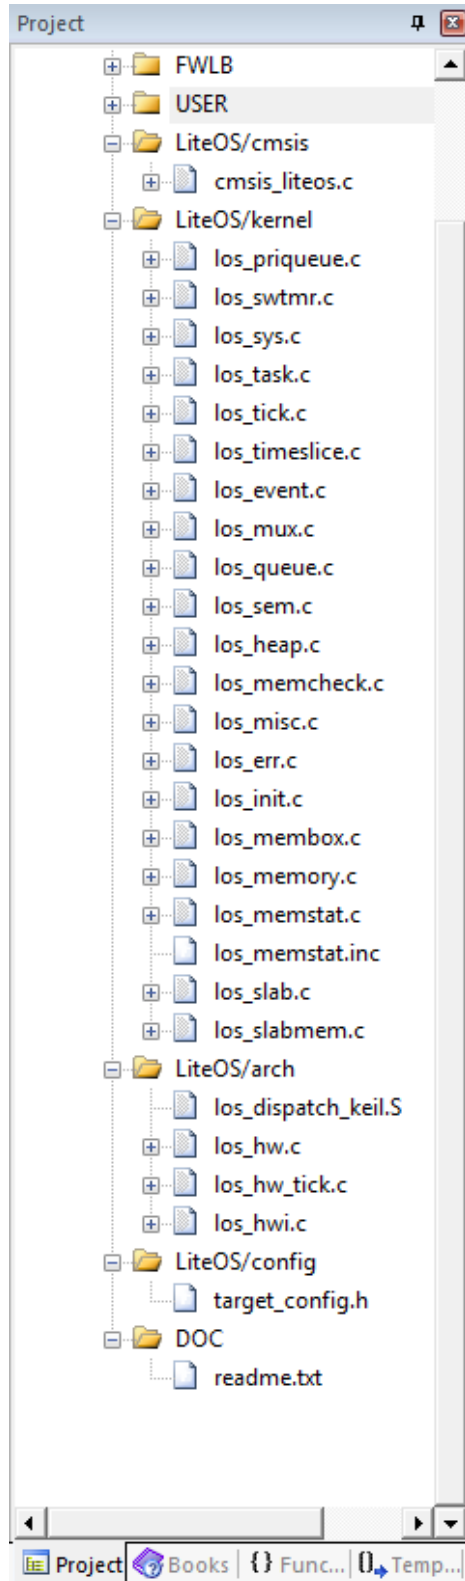 Project
FWLB
USER
LiteOS/cmsis
cmsis_liteos.c
LiteOS/kernel
los_priqueue.c
los_swtmr.c
los_sys.c
los_task.c
los_tick.c
los_timeslice.c
los_event.c
los_mux.c
los_queue.c
los_sem.c
los_heap.c
los_memcheck.c
los_misc.c
los_err.c
los_init.c
los_membox.c
los_memory.c
los_memstat.c
los_memstat.inc
los_slab.c
los_slabmem.c
LiteOS/arch
los_dispatch_keil.S
los_hw.c
los_hw_tick.c
los_hwi.c
LiteOS/config
target_config.h
DOC
readme.txt
Project Books {} Func... 0 Temp...